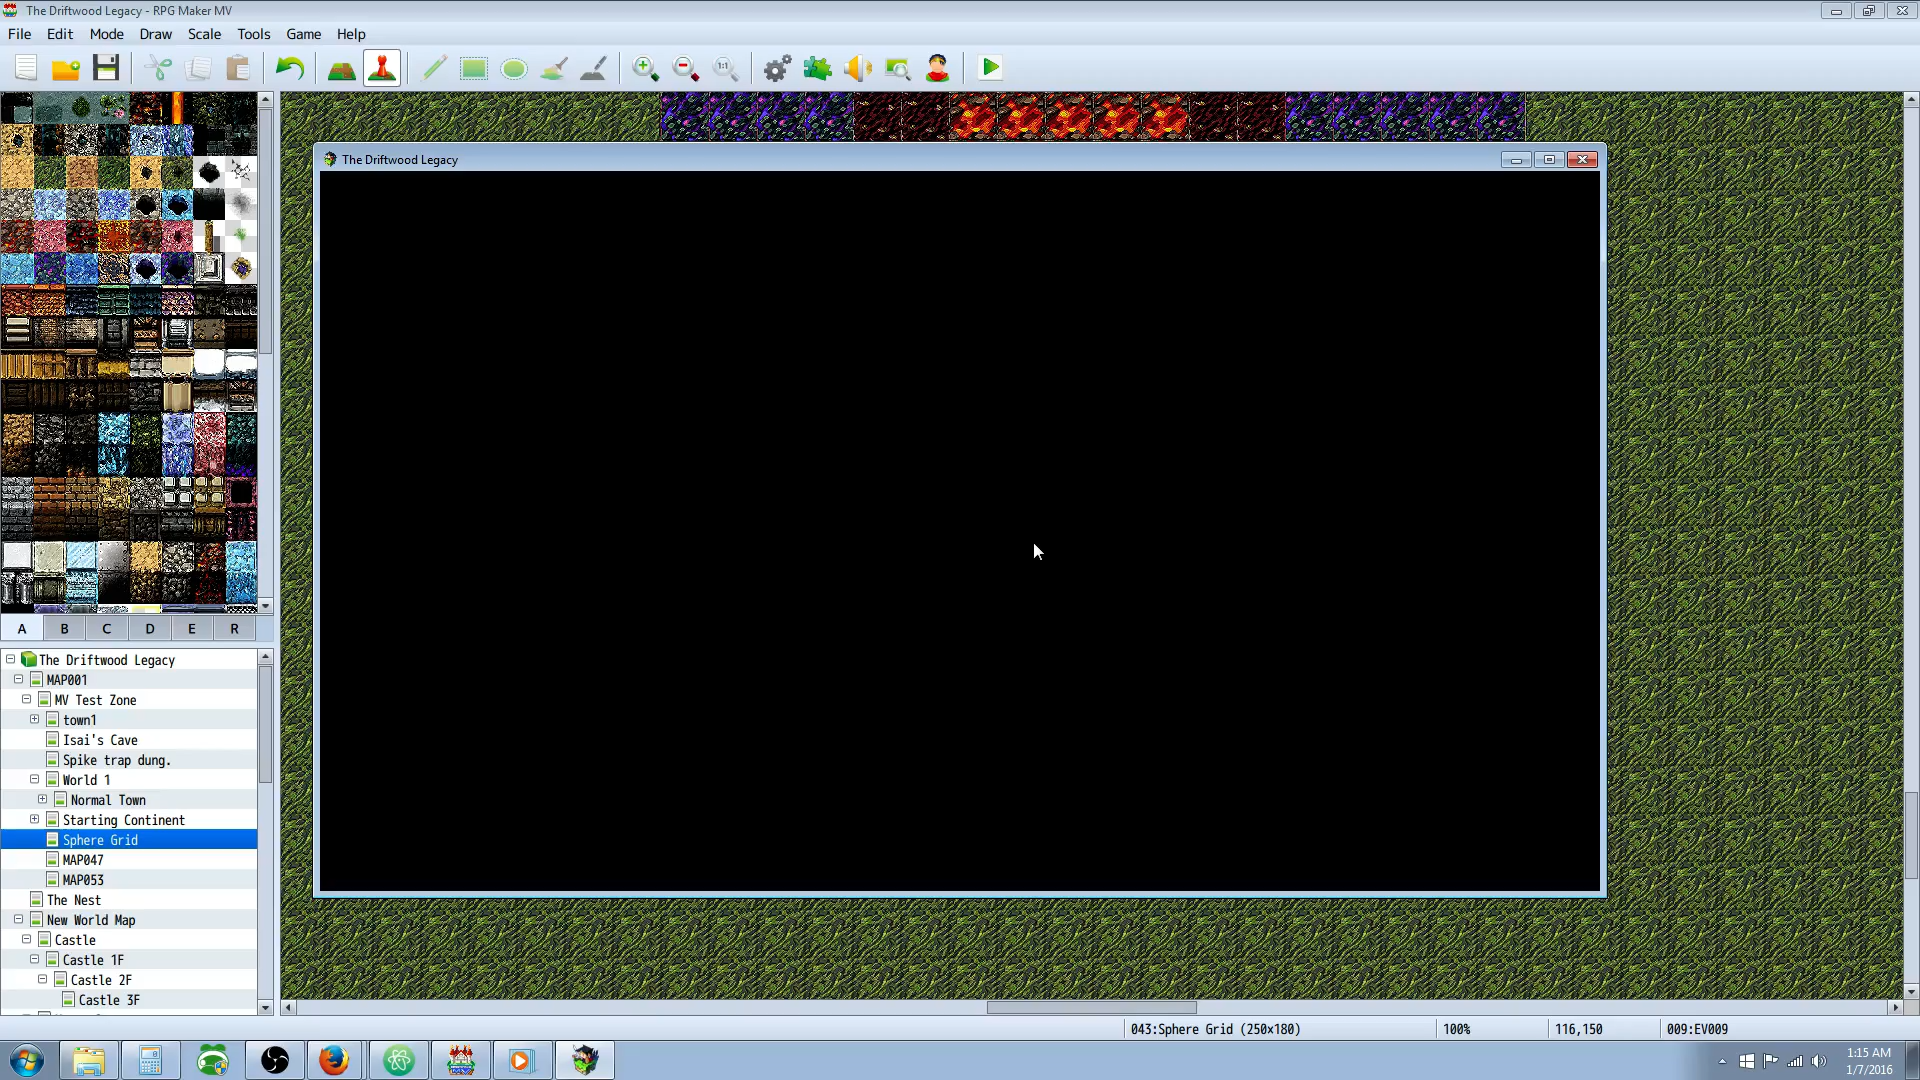 The Driftwood Legacy - RPG Maker MV
File Edit Mode Draw Scale Tools Game Help
1:1
The Driftwood Legacy
A B C D E R
The Driftwood Legacy
MAP001
MV Test Zone
town1
Isai's Cave
Spike trap dung.
World 1
Normal Town
Starting Continent
Sphere Grid
MAP047
MAP053
The Nest
New World Map
Castle
Castle 1F
Castle 2F
Castle 3F
043:Sphere Grid (250x180) 100% 116,150 009:EV009
1:15 AM
1/7/2016